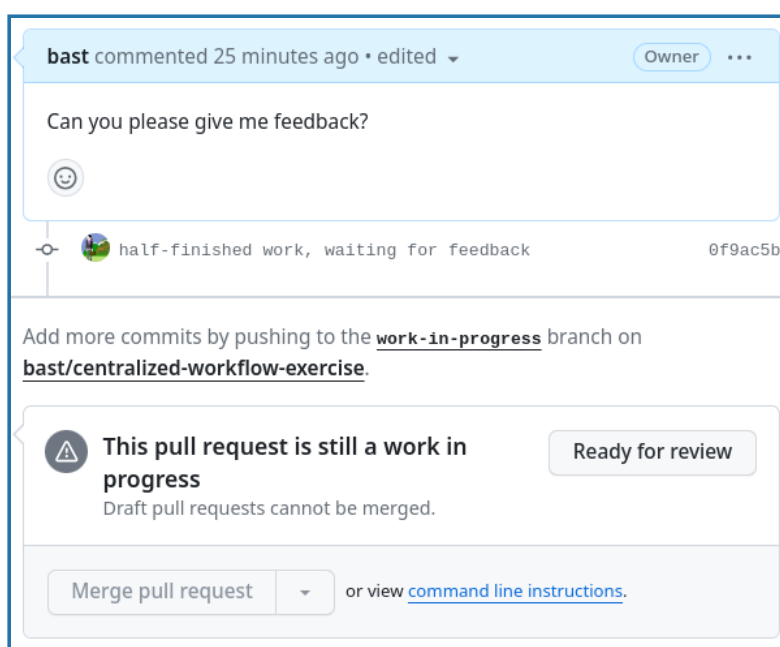 bast commented 25 minutes ago • edited
Owner
Can you please give me feedback?
half-finished work, waiting for feedback
0f9ac5b
Add more commits by pushing to the work-in-progress branch on
bast/centralized-workflow-exercise.
This pull request is still a work in
progress
Draft pull requests cannot be merged.
Ready for review
Merge pull request
or view command line instructions.